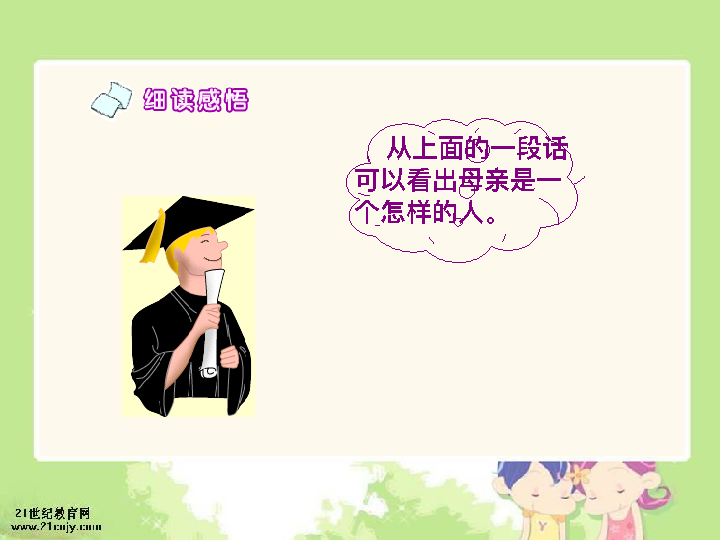 细读感悟
从上面的一段话
可以看出母亲是一
个怎样的人。
21世纪教育网
www.21cnjy.com